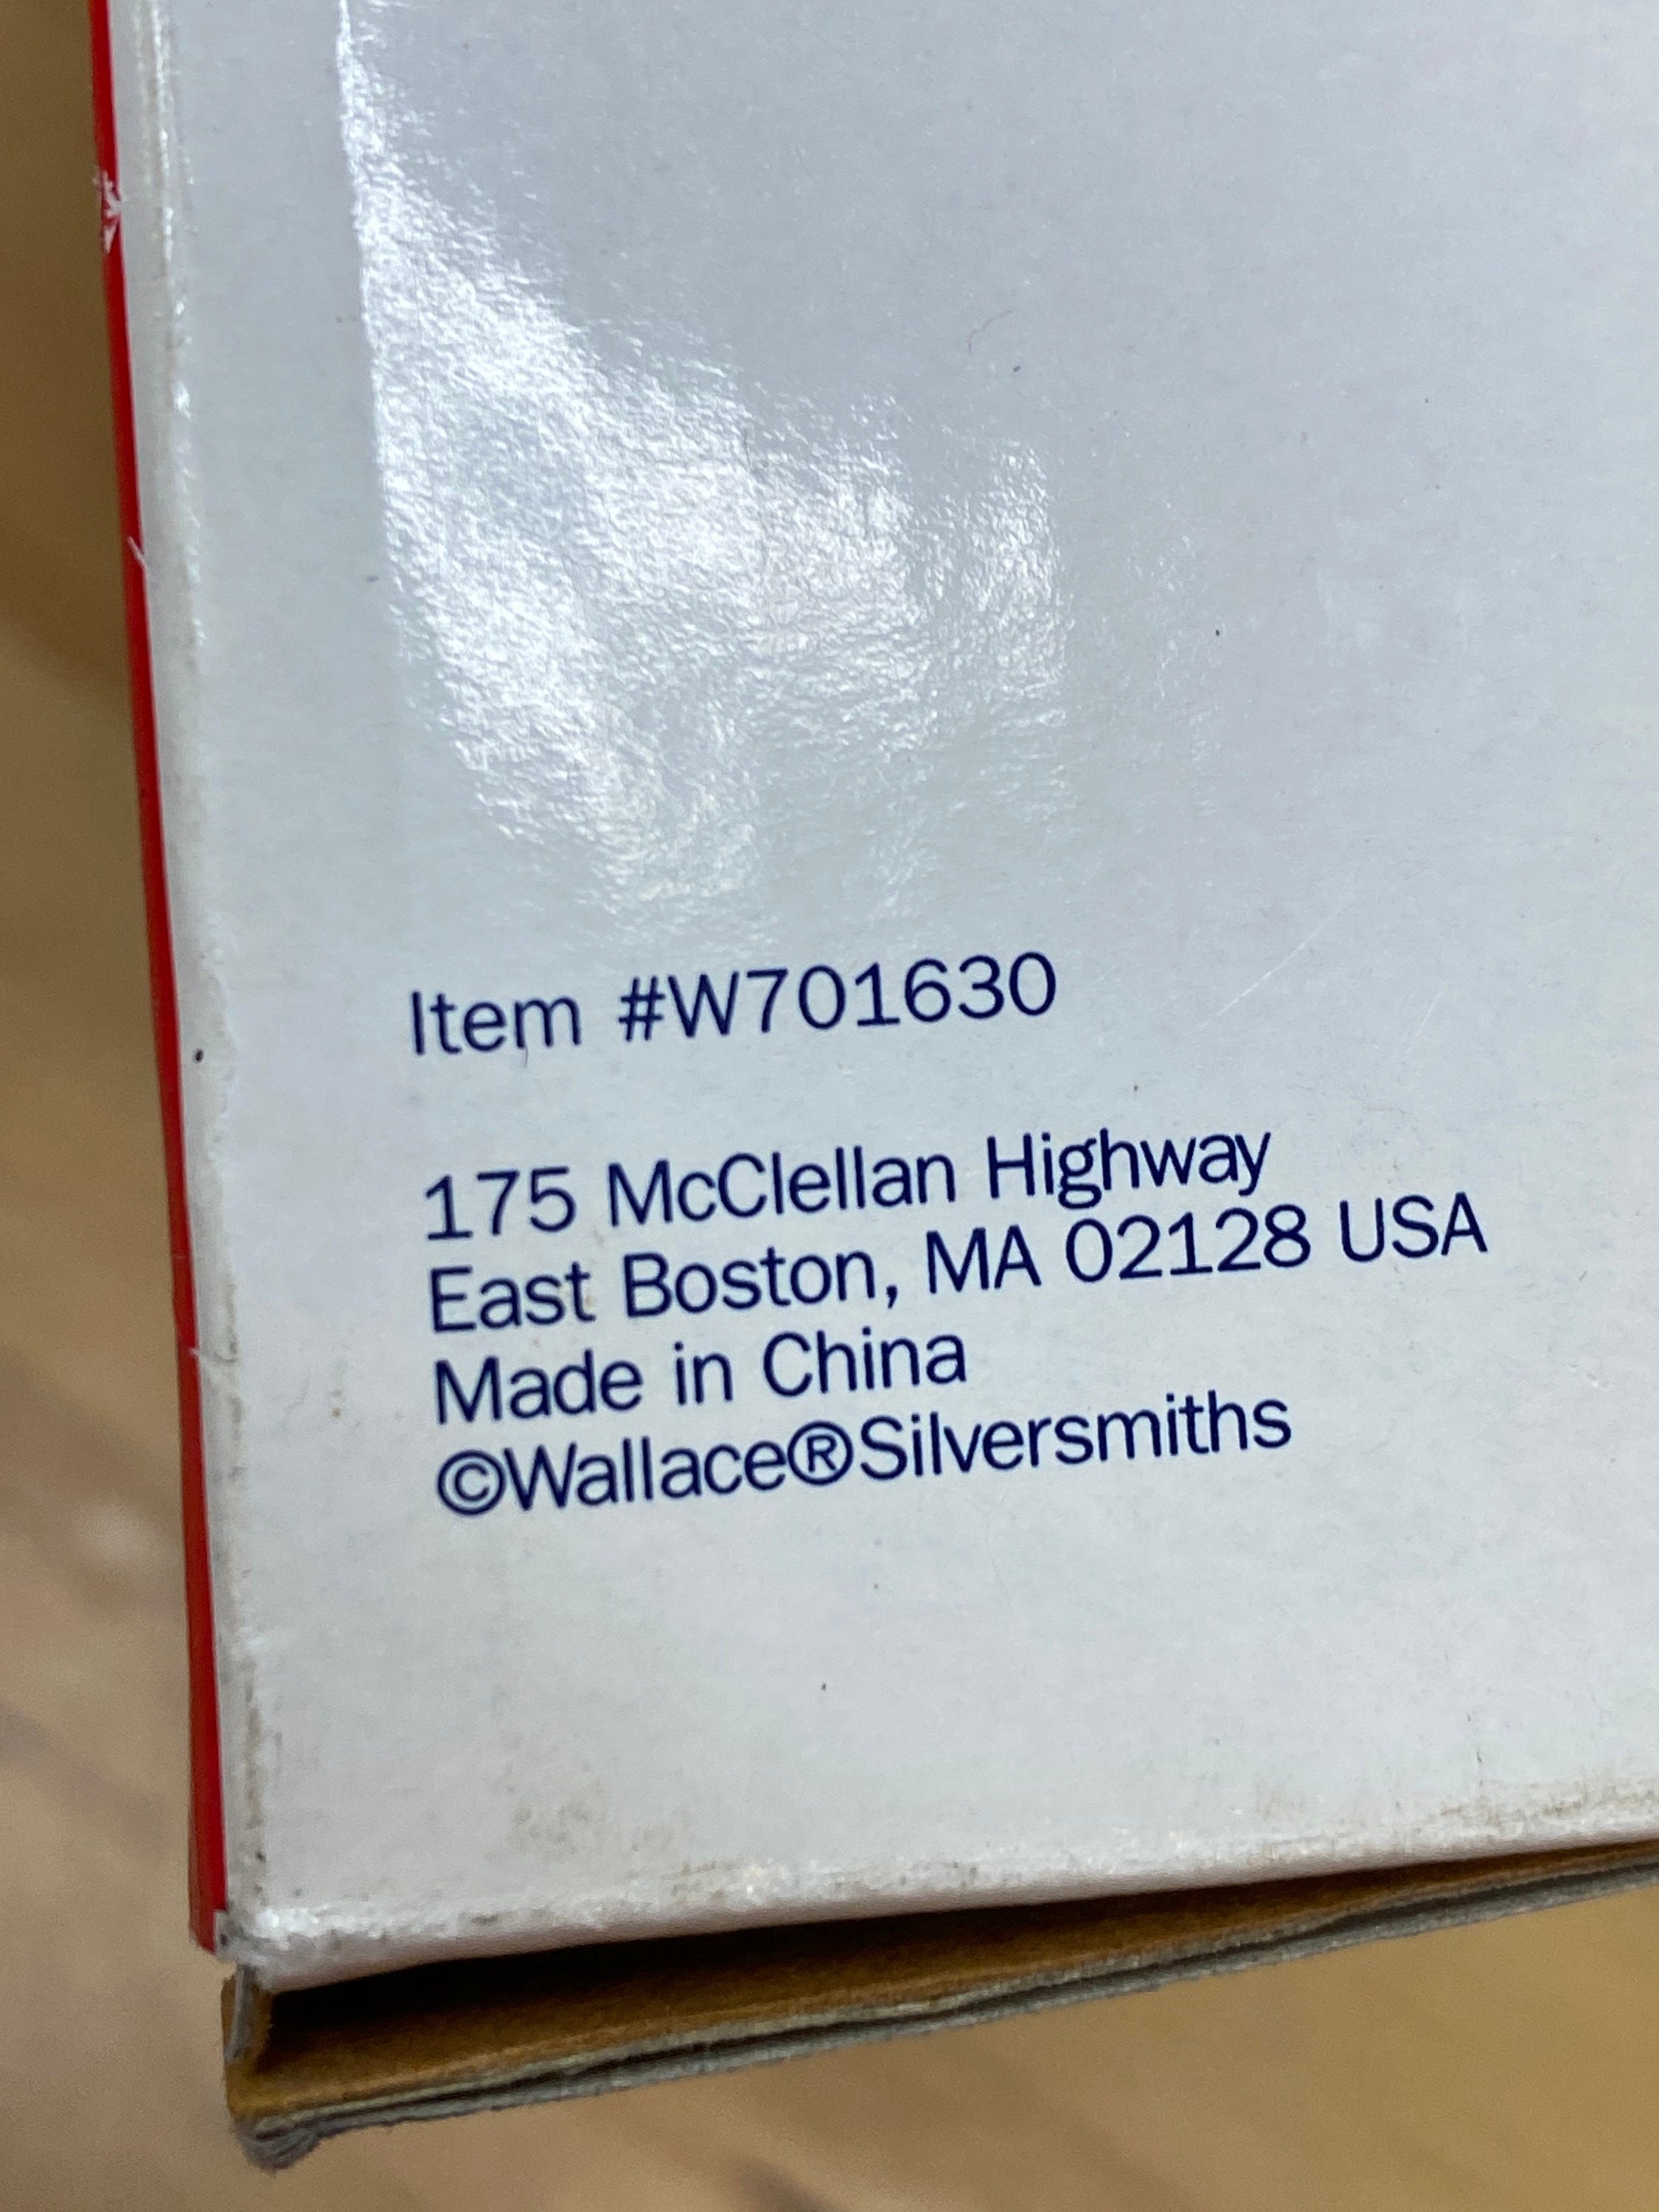 Item #W701630
175 McClellan Highway
East Boston, MA 02128 USA
Made in China
©Wallace®Silversmiths